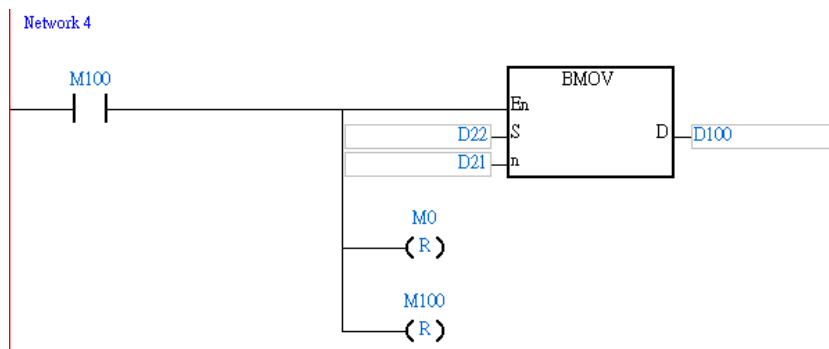 Network 4
M100
BMOV
En
D22 S D D100
D21 n
M0
R
M100
R